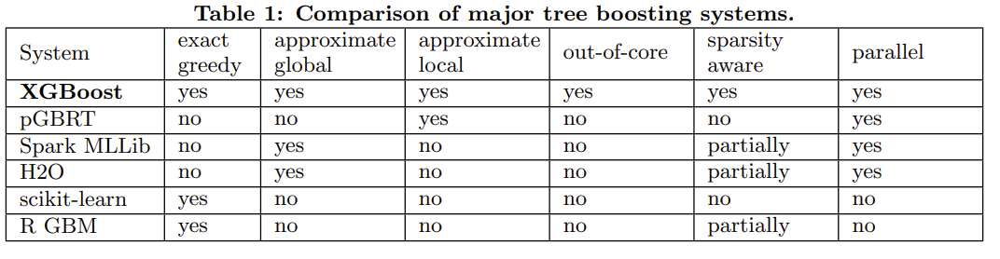 Table 1: Comparison of major tree boosting systems.
System exact greedy approximate global approximate local out-of-core sparsity aware parallel
XGBoost yes yes yes yes yes yes
pGBRT no no yes no no yes
Spark MLLib no yes no no partially yes
H2O no yes no no partially yes
scikit-learn yes no no no no no
R GBM yes no no no partially no